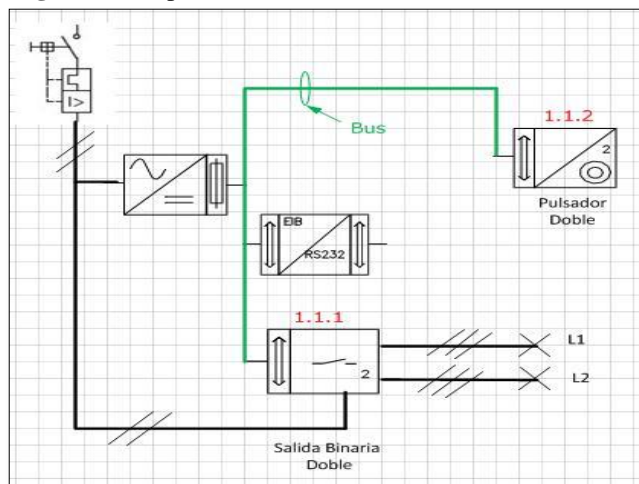 I>
Bus
1.1.2
2
Pulsador
Doble
EIB
RS232
1.1.1
2
L1
L2
Salida Binaria
Doble